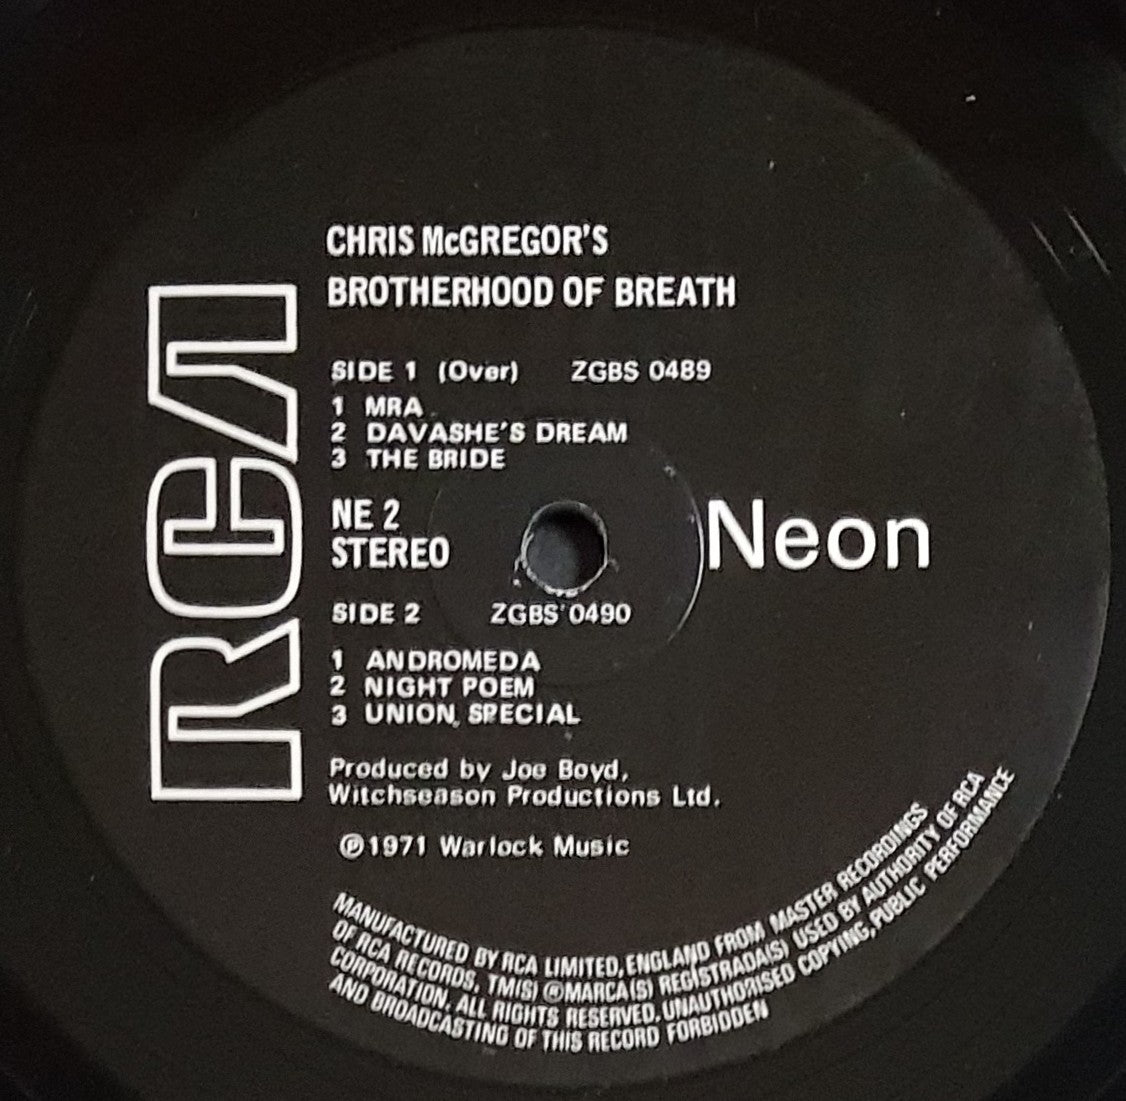 RCA
CHRIS McGREGOR'S
BROTHERHOOD OF BREATH
SIDE 1 (Over) ZGBS 0489
1 MRA
2 DAVASHE'S DREAM
3 THE BRIDE
NE 2
STEREO
Neon
SIDE 2 ZGBS 0490
1 ANDROMEDA
2 NIGHT POEM
3 UNION SPECIAL
Produced by Joe Boyd,
Witchseason Productions Ltd.
℗1971 Warlock Music
MANUFACTURED BY RCA LIMITED, ENGLAND FROM MASTER RECORDINGS
OF RCA RECORDS, TM(S) ®MARCA(S) REGISTRADA(S) USED BY AUTHORITY OF RCA
CORPORATION, ALL RIGHTS RESERVED. UNAUTHORISED COPYING, PUBLIC PERFORMANCE
AND BROADCASTING OF THIS RECORD FORBIDDEN